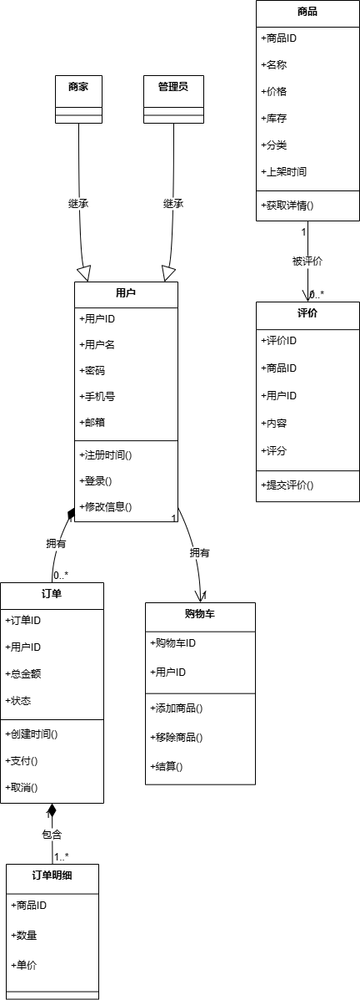 商品
+商品ID
+名称
+价格
+库存
+分类
+上架时间
+获取详情()
商家
管理员
继承
继承
1
被评价
0..*
用户
+用户ID
+用户名
+密码
+手机号
+邮箱
+注册时间()
+登录()
+修改信息()
评价
+评价ID
+商品ID
+用户ID
+内容
+评分
+提交评价()
1
1
拥有
拥有
0..*
1
订单
+订单ID
+用户ID
+总金额
+状态
+创建时间()
+支付()
+取消()
购物车
+购物车ID
+用户ID
+添加商品()
+移除商品()
+结算()
1
包含
1..*
订单明细
+商品ID
+数量
+单价